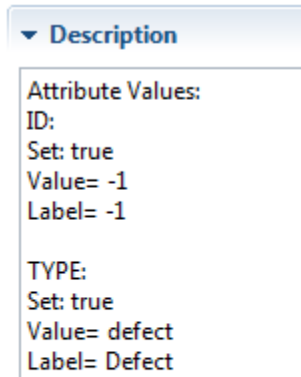 Description
Attribute Values:
ID:
Set: true
Value= -1
Label= -1
TYPE:
Set: true
Value= defect
Label= Defect